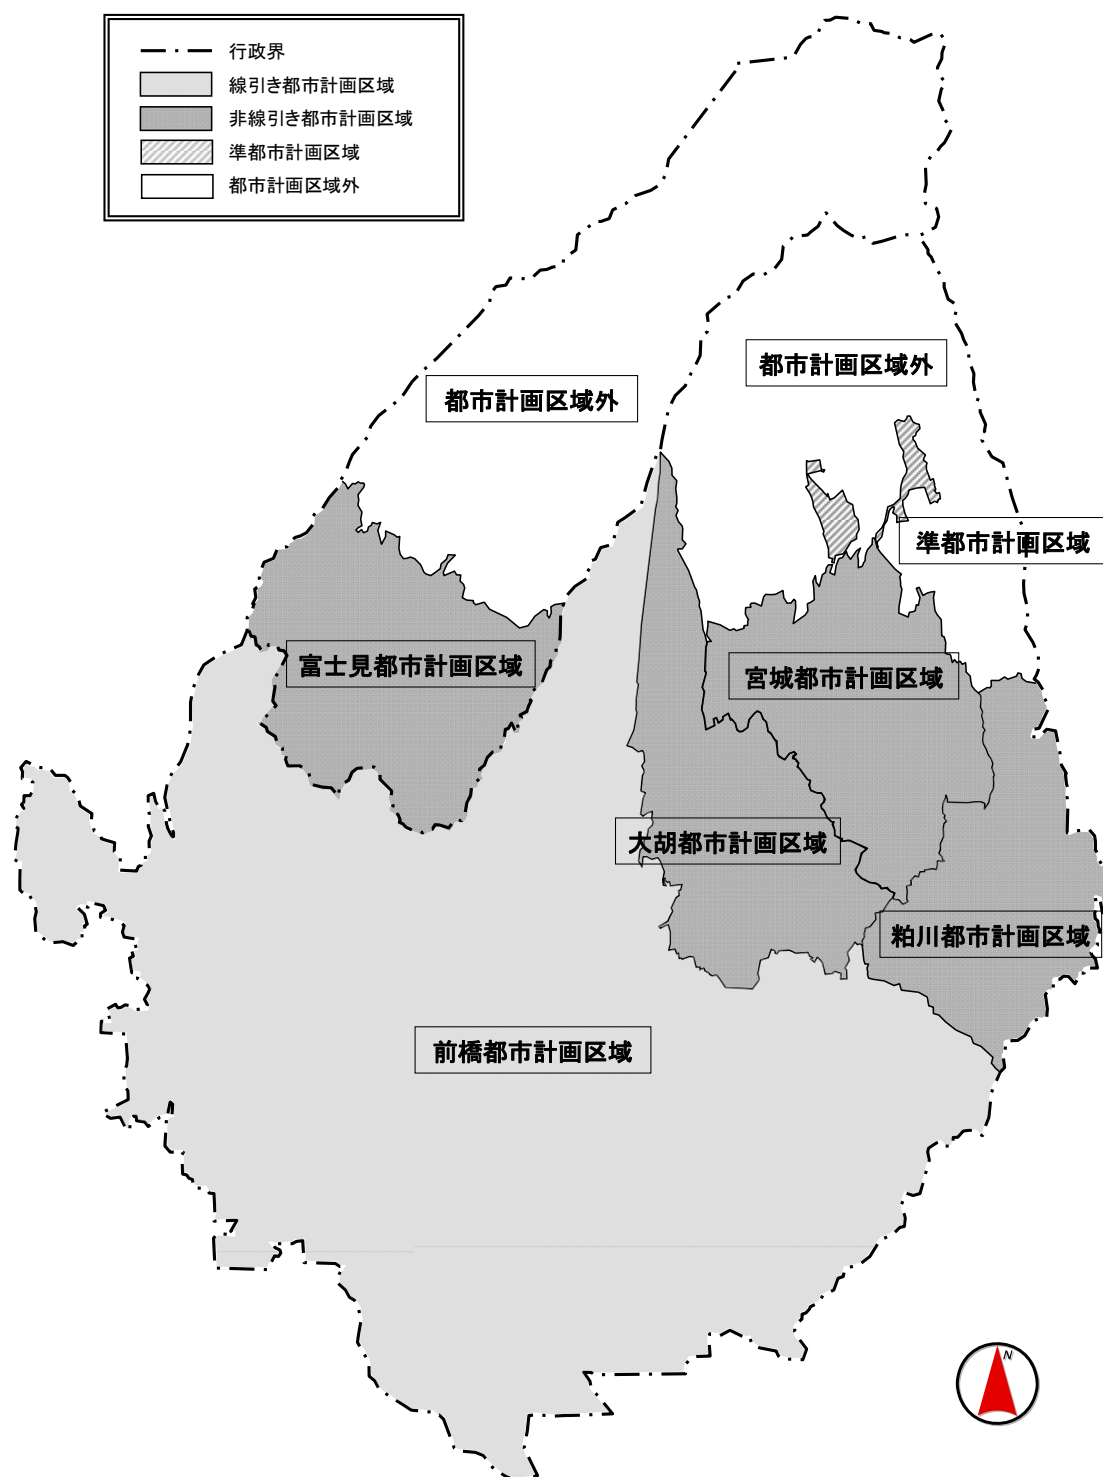 行政界
線引き都市計画区域
非線引き都市計画区域
準都市計画区域
都市計画区域外
都市計画区域外
都市計画区域外
準都市計画区域
富士見都市計画区域
宮城都市計画区域
大胡都市計画区域
粕川都市計画区域
前橋都市計画区域
N